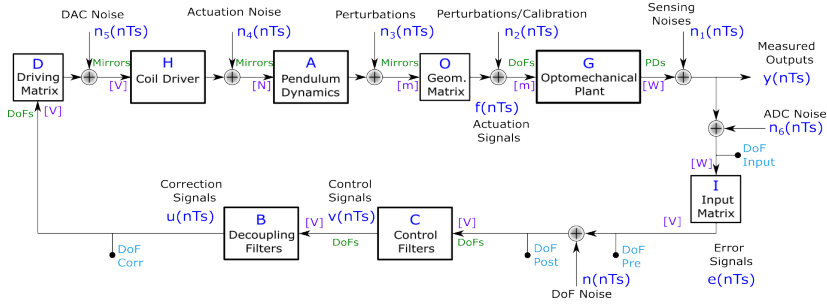 DAC Noise
n₅(nTs)
Actuation Noise
n₄(nTs)
Perturbations
n₃(nTs)
Perturbations/Calibration
n₂(nTs)
Sensing
Noises
n₁(nTs)
D
Driving
Matrix
Mirrors
[V]
H
Coil Driver
Mirrors
[N]
A
Pendulum
Dynamics
Mirrors
[m]
O
Geom.
Matrix
DoFs
[m]
G
Optomechanical
Plant
PDs
[W]
Measured
Outputs
y(nTs)
DoFs
[V]
f(nTs)
Actuation
Signals
ADC Noise
n₆(nTs)
DoF
Input
[W]
I
Input
Matrix
[V]
Error
Signals
e(nTs)
Correction
Signals
u(nTs)
B
Decoupling
Filters
Control
Signals
v(nTs)
[V]
DoFs
C
Control
Filters
[V]
DoFs
DoF
Corr
DoF
Post
DoF
Pre
n(nTs)
DoF Noise